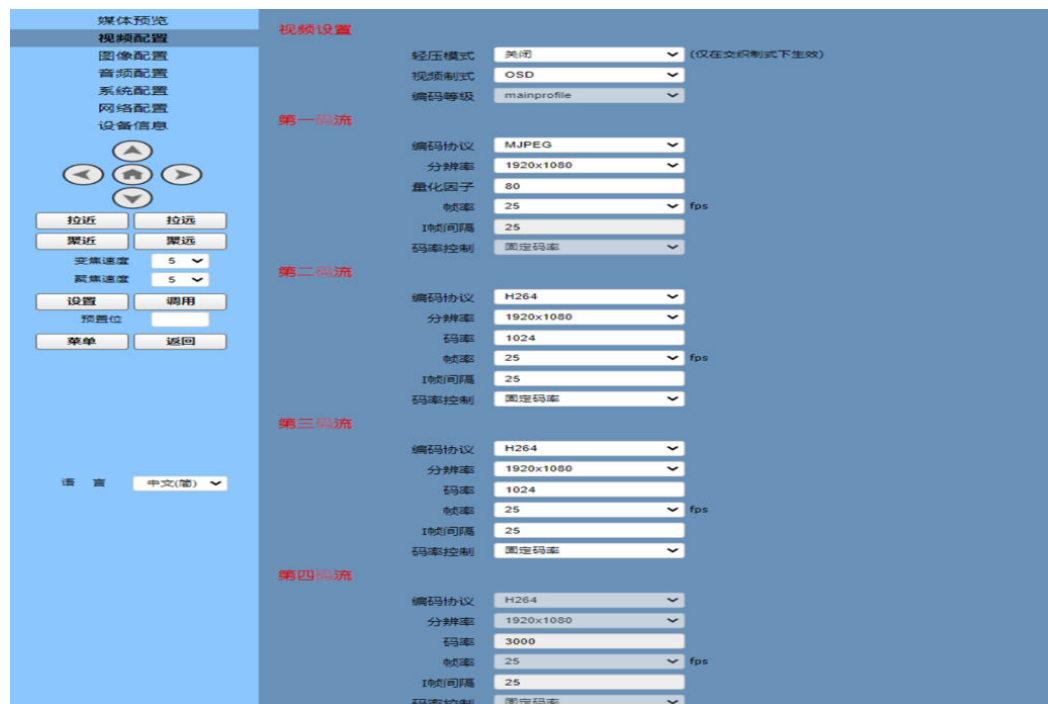 媒体预览
视频配置
图像配置
音频配置
系统配置
网络配置
设备信息
拉近 拉远
聚近 聚远
变焦速度 5
聚焦速度 5
设置 调用
预置位
菜单 返回
语 言 中文(简)
视频设置
轻压模式 关闭 (仅在交织制式下生效)
视频制式 OSD
编码等级 mainprofile
第一码流
编码协议 MJPEG
分辨率 1920x1080
量化因子 80
帧率 25 fps
I帧间隔 25
码率控制 固定码率
第二码流
编码协议 H264
分辨率 1920x1080
码率 1024
帧率 25 fps
I帧间隔 25
码率控制 固定码率
第三码流
编码协议 H264
分辨率 1920x1080
码率 1024
帧率 25 fps
I帧间隔 25
码率控制 固定码率
第四码流
编码协议 H264
分辨率 1920x1080
码率 3000
帧率 25 fps
I帧间隔 25
码率控制 固定码率